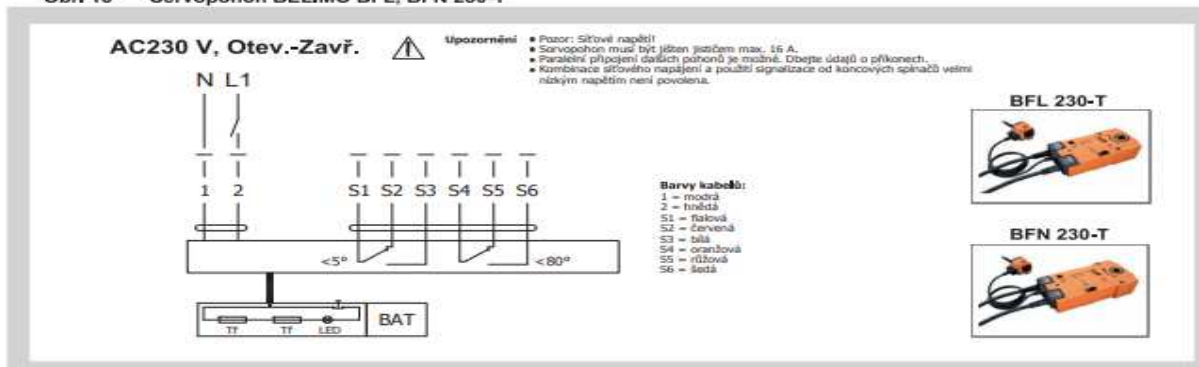 Servopohon BELIMO BFL, BFN 230-T
AC230 V, Otev.-Zavř.
Upozornění
• Pozor: Síťové napětí!
• Servopohon musí být jištěn jističem max. 16 A.
• Paralelní připojení dalších pohonů je možné. Dbejte údajů o příkonech.
• Kombinace síťového napájení a použití signalizace od koncových spínačů velmi
nízkým napětím není povolena.
N L1
1 2 S1 S2 S3 S4 S5 S6
<5° <80°
Tf Tf LED BAT
Barvy kabelů:
1 = modrá
2 = hnědá
S1 = fialová
S2 = červená
S3 = bílá
S4 = oranžová
S5 = růžová
S6 = šedá
BFL 230-T
BFN 230-T